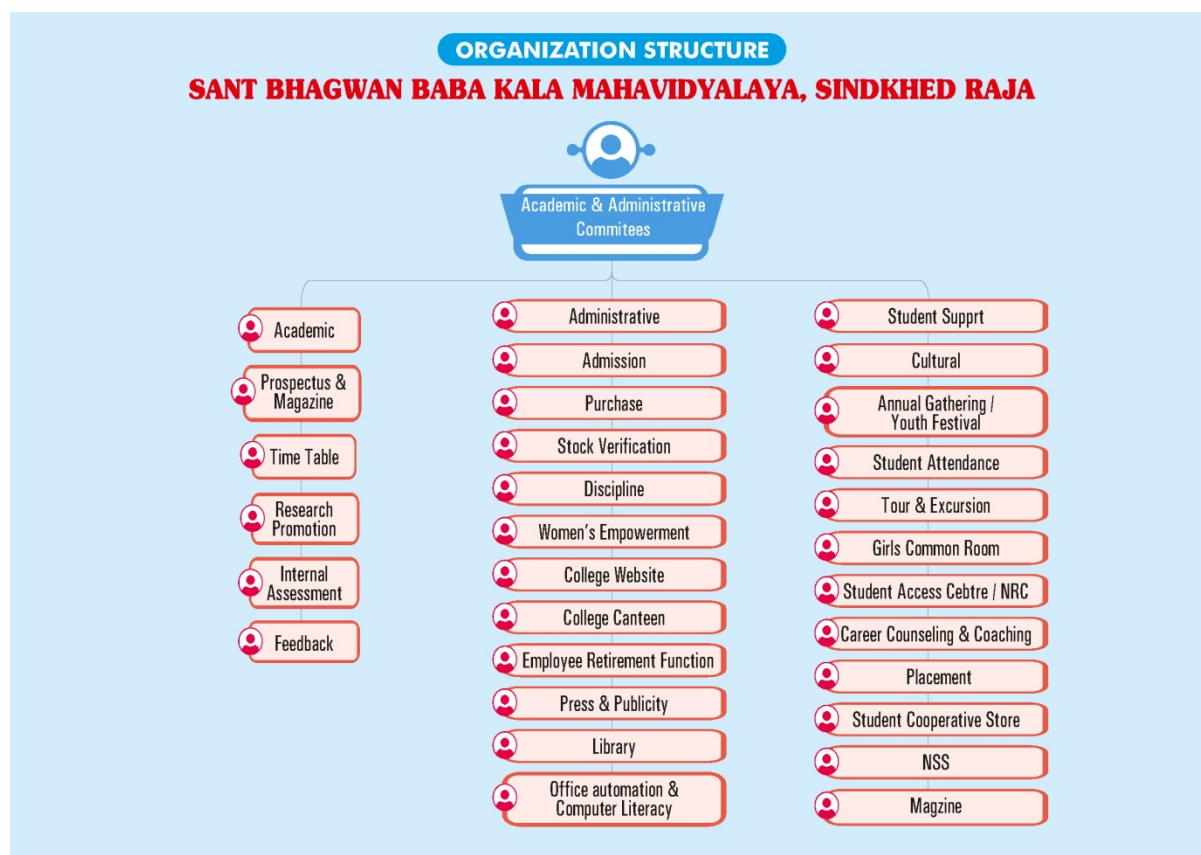 ORGANIZATION STRUCTURE
SANT BHAGWAN BABA KALA MAHAVIDYALAYA, SINDKHED RAJA
Academic & Administrative
Commitees
Academic
Prospectus &
Magazine
Time Table
Research
Promotion
Internal
Assessment
Feedback
Administrative
Admission
Purchase
Stock Verification
Discipline
Women's Empowerment
College Website
College Canteen
Employee Retirement Function
Press & Publicity
Library
Office automation &
Computer Literacy
Student Supprt
Cultural
Annual Gathering /
Youth Festival
Student Attendance
Tour & Excursion
Girls Common Room
Student Access Cebtre / NRC
Career Counseling & Coaching
Placement
Student Cooperative Store
NSS
Magzine